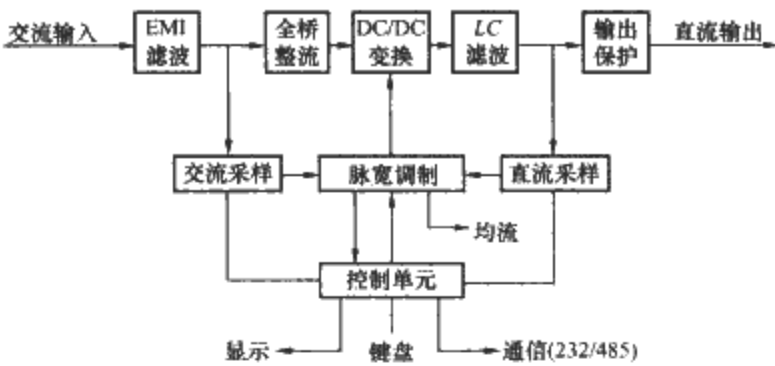 交流输入
EMI
滤波
全桥
整流
DC/DC
变换
LC
滤波
输出
保护
直流输出
交流采样
脉宽调制
直流采样
均流
控制单元
显示
键盘
通信(232/485)